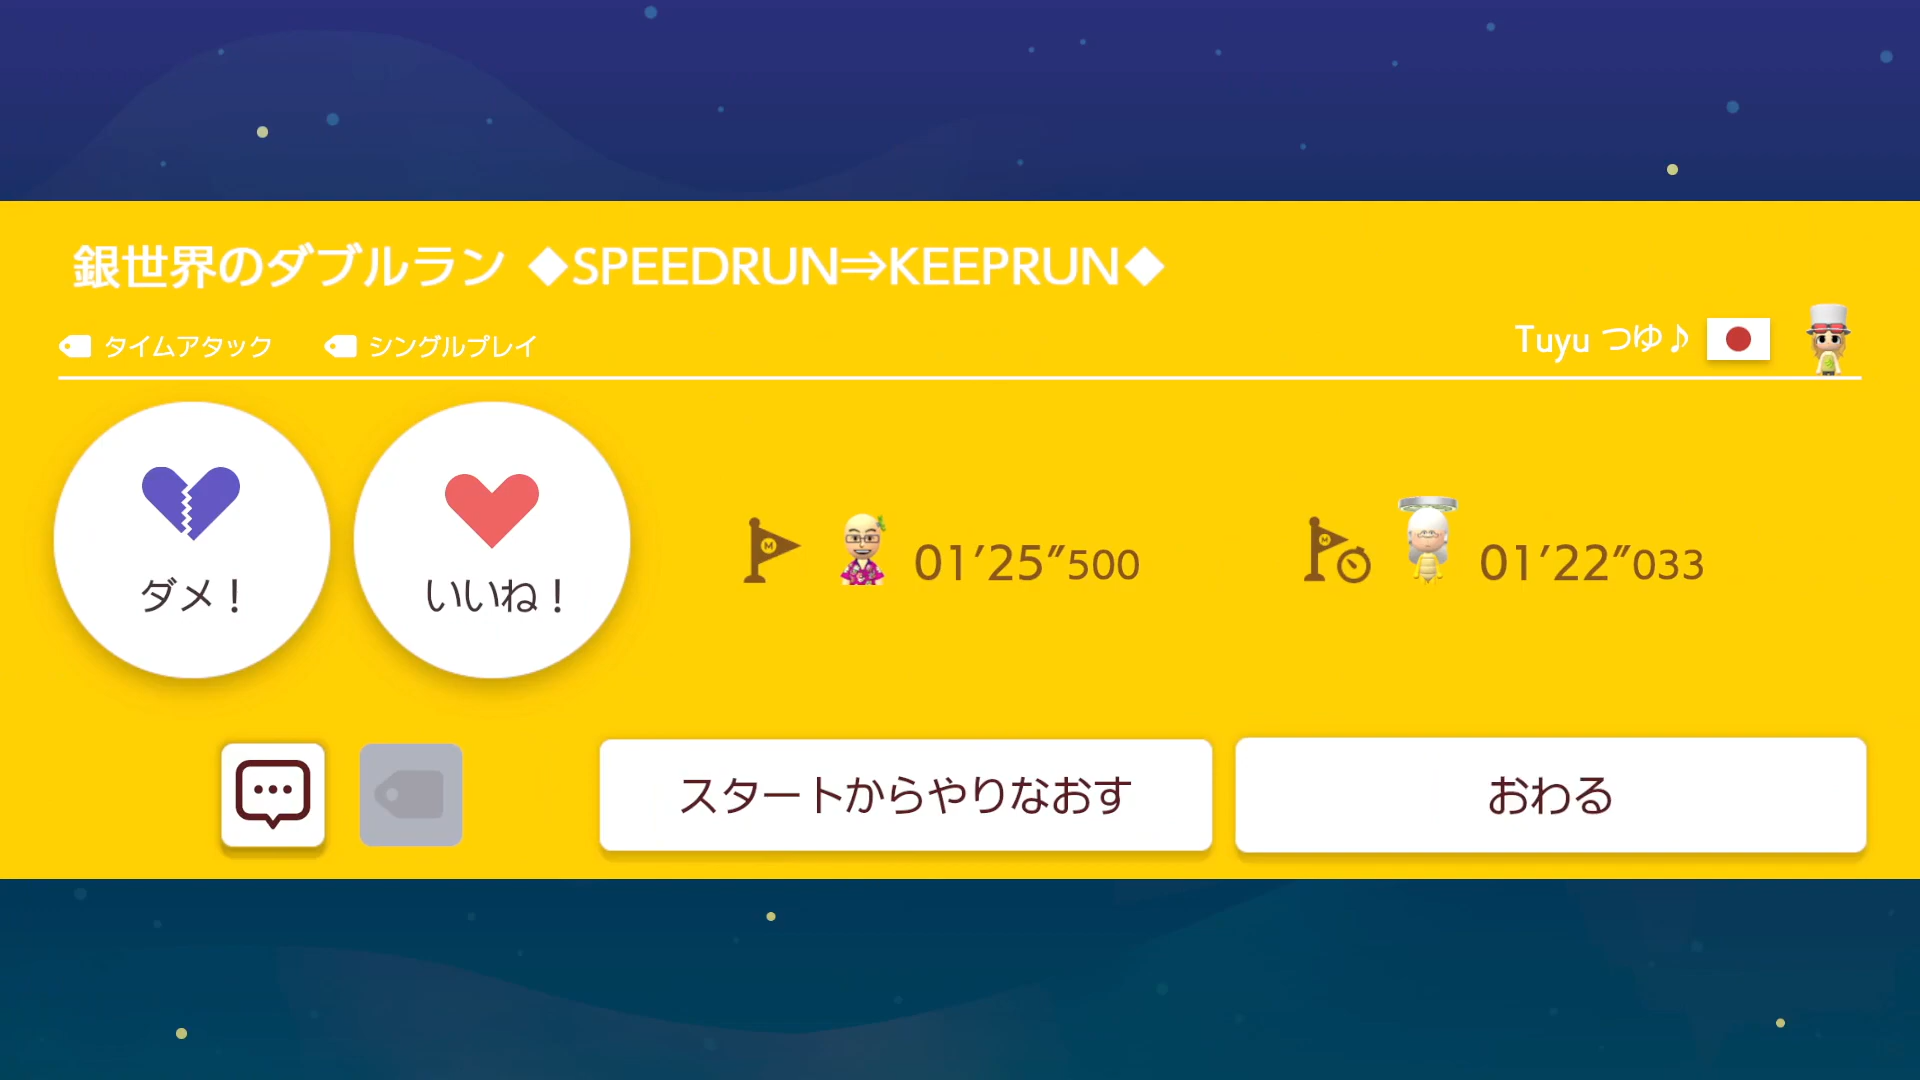 銀世界のダブルラン ◆SPEEDRUN⇒KEEPRUN◆
タイムアタック シングルプレイ
Tuyu つゆ♪
ダメ！
いいね！
M 01′25″500
M 01′22″033
スタートからやりなおす
おわる